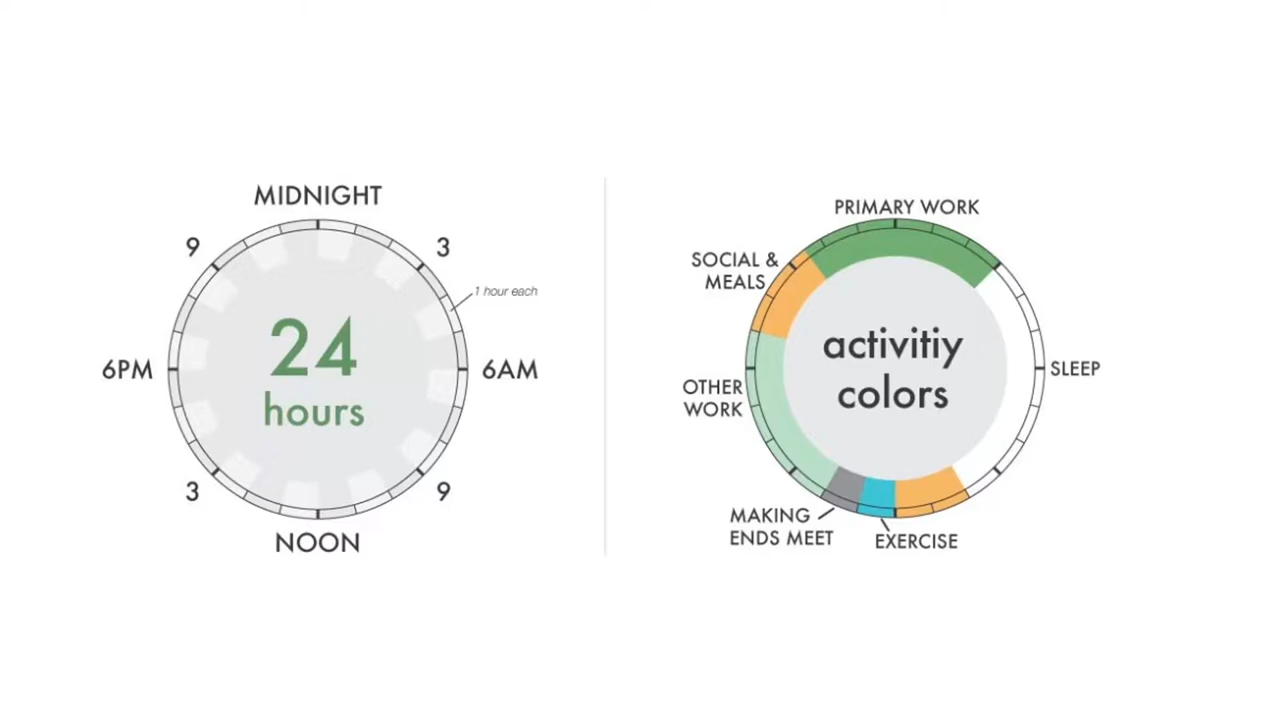 MIDNIGHT
9
3
1 hour each
24
hours
6PM
6AM
3
9
NOON
PRIMARY WORK
SOCIAL &
MEALS
activitiy
colors
SLEEP
OTHER
WORK
MAKING
ENDS MEET
EXERCISE